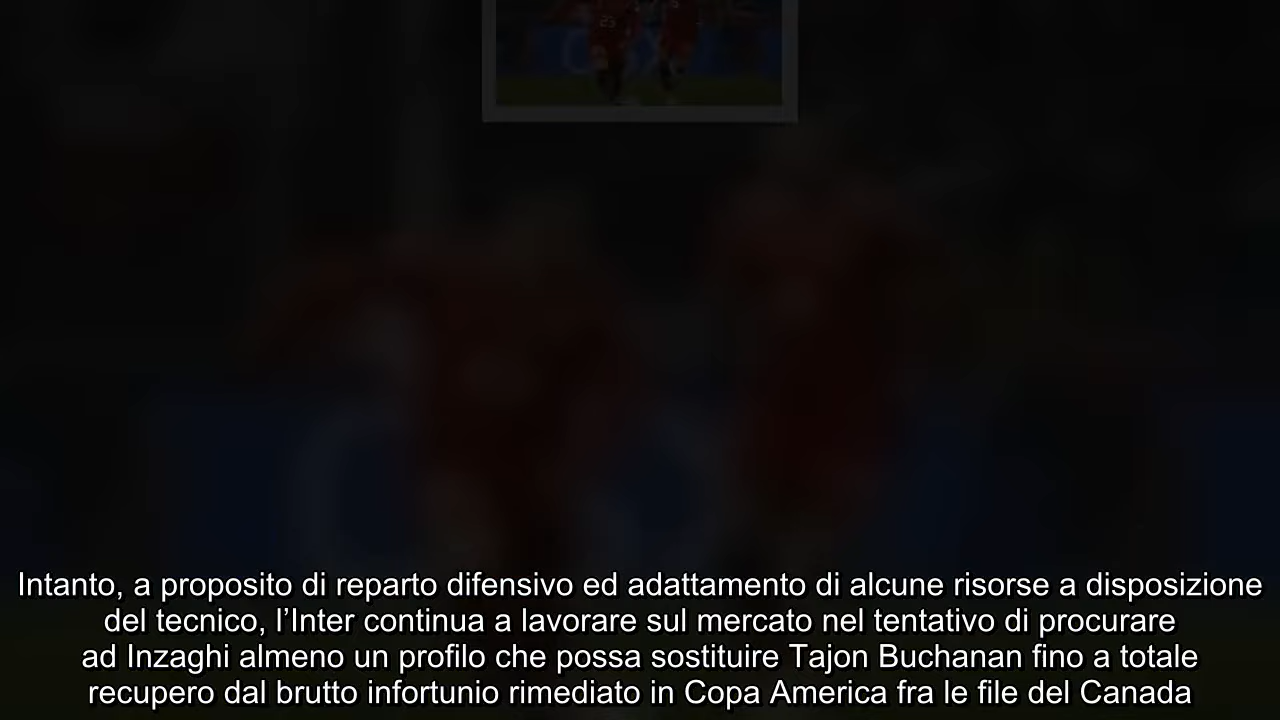 Intanto, a proposito di reparto difensivo ed adattamento di alcune risorse a disposizione
del tecnico, l’Inter continua a lavorare sul mercato nel tentativo di procurare
ad Inzaghi almeno un profilo che possa sostituire Tajon Buchanan fino a totale
recupero dal brutto infortunio rimediato in Copa America fra le file del Canada